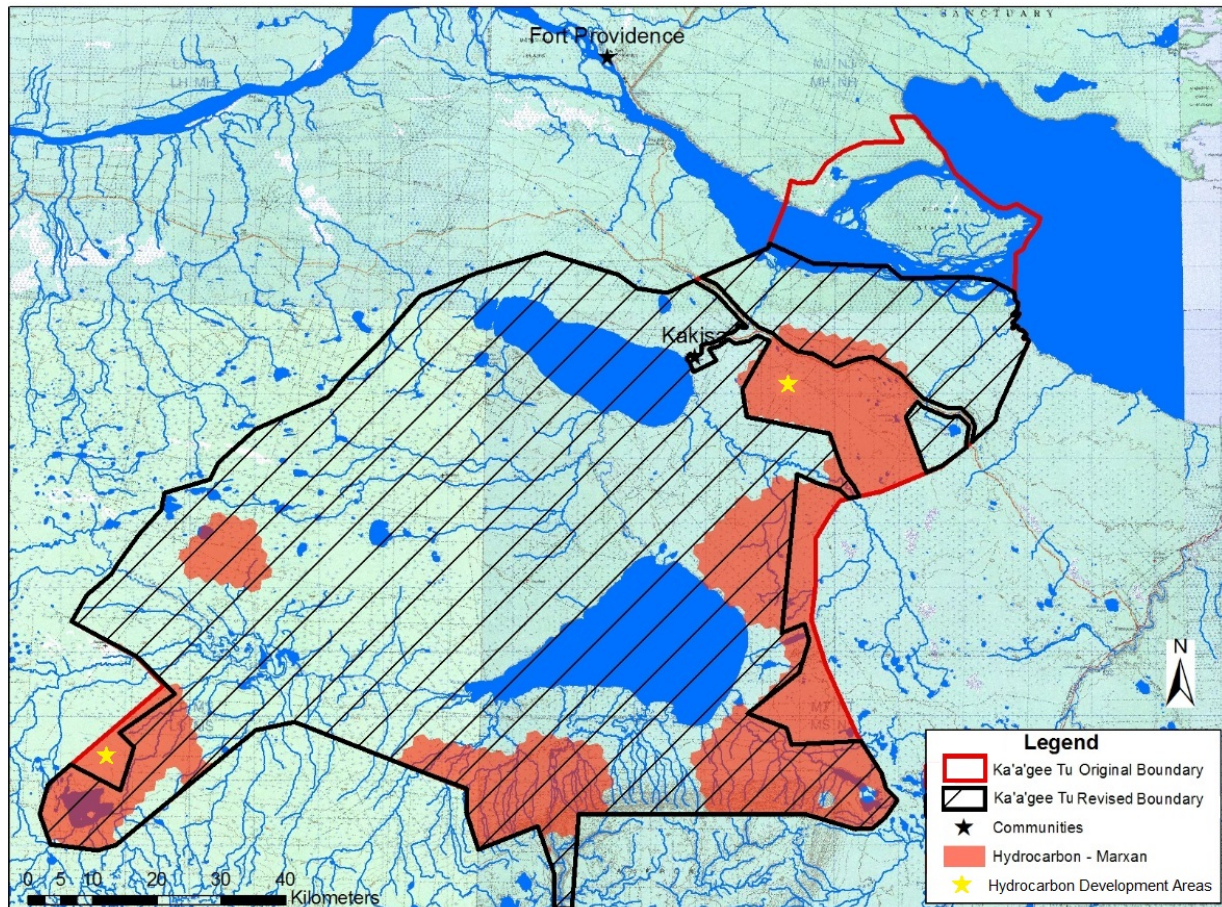 SANCTUARY
Fort Providence
Kakisa
N
Legend
Ka'a'gee Tu Original Boundary
Ka'a'gee Tu Revised Boundary
Communities
Hydrocarbon - Marxan
Hydrocarbon Development Areas
0 5 10 20 30 40
Kilometers